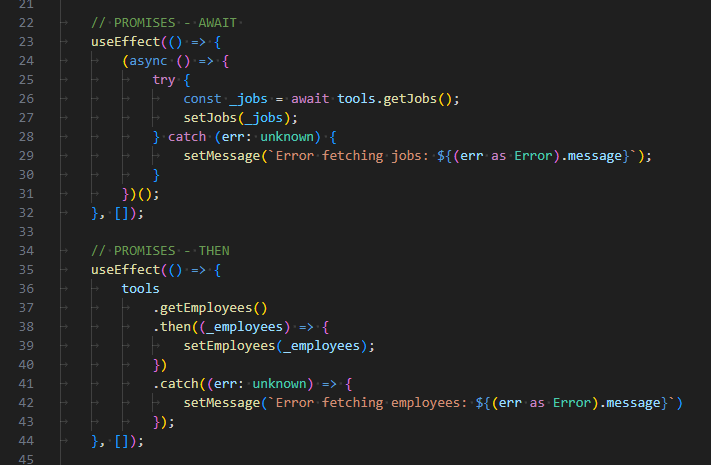 21
22 // PROMISES - AWAIT
23 useEffect(() => {
24 (async () => {
25 try {
26 const _jobs = await tools.getJobs();
27 setJobs(_jobs);
28 } catch (err: unknown) {
29 setMessage(`Error fetching jobs: ${(err as Error).message}`);
30 }
31 })();
32 }, []);
33
34 // PROMISES - THEN
35 useEffect(() => {
36 tools
37 .getEmployees()
38 .then((_employees) => {
39 setEmployees(_employees);
40 })
41 .catch((err: unknown) => {
42 setMessage(`Error fetching employees: ${(err as Error).message}`)
43 });
44 }, []);
45